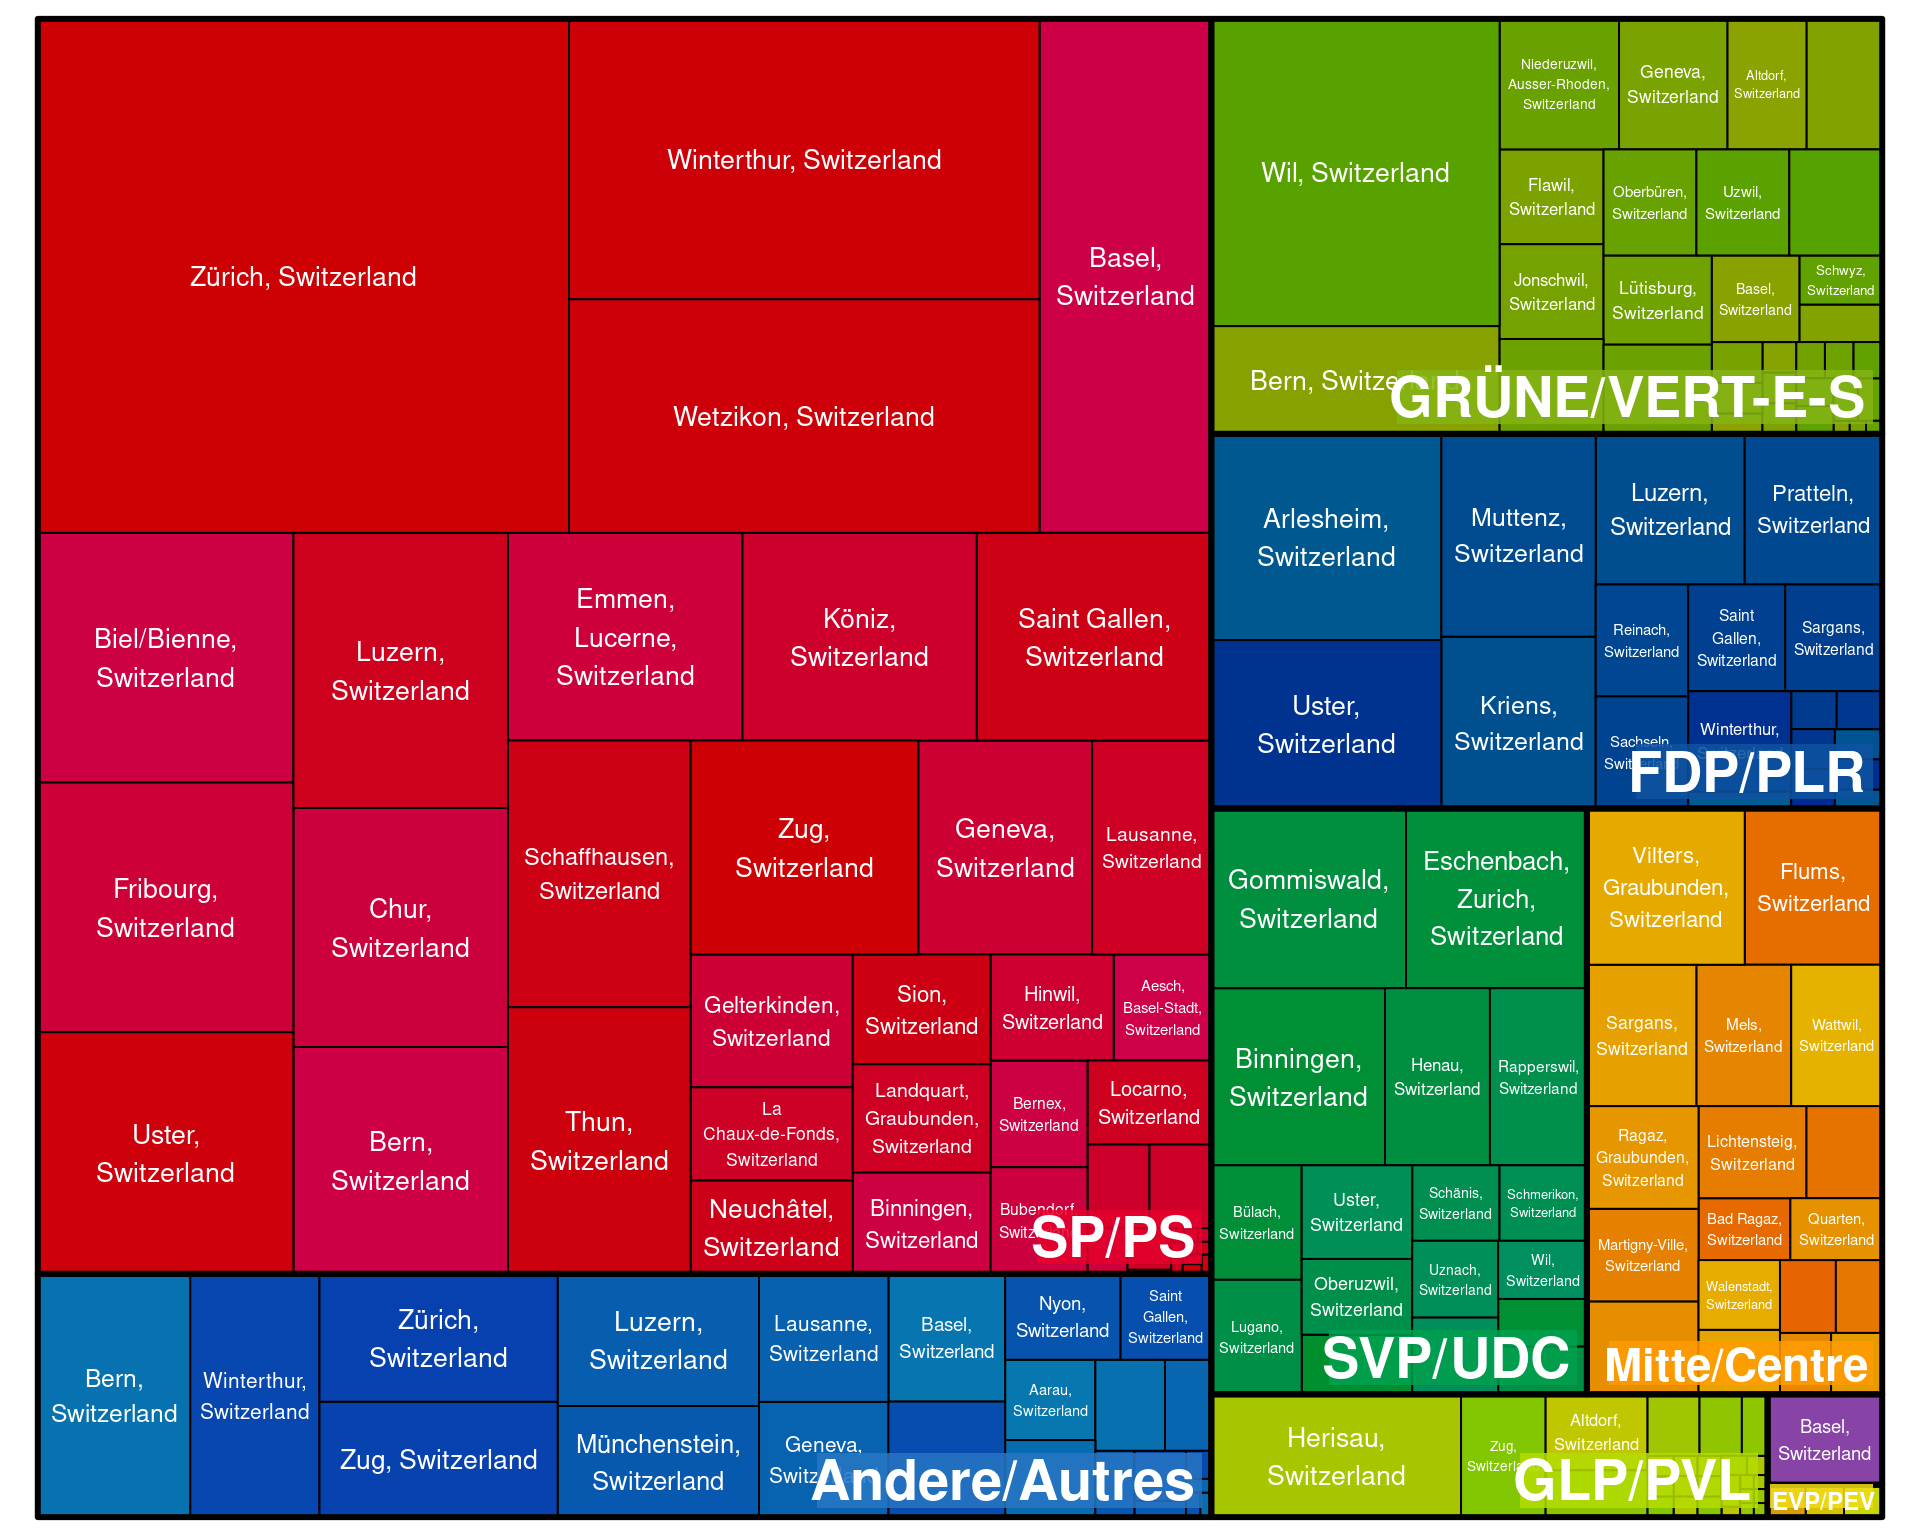 Zürich, Switzerland
Winterthur, Switzerland
Wetzikon, Switzerland
Basel,
Switzerland
Biel/Bienne,
Switzerland
Fribourg,
Switzerland
Uster,
Switzerland
Luzern,
Switzerland
Chur,
Switzerland
Bern,
Switzerland
Emmen,
Lucerne,
Switzerland
Köniz,
Switzerland
Saint Gallen,
Switzerland
Schaffhausen,
Switzerland
Thun,
Switzerland
Zug,
Switzerland
Geneva,
Switzerland
Lausanne,
Switzerland
Gelterkinden,
Switzerland
La
Chaux-de-Fonds,
Switzerland
Neuchâtel,
Switzerland
Sion,
Switzerland
Landquart,
Graubunden,
Switzerland
Binningen,
Switzerland
Hinwil,
Switzerland
Aesch,
Basel-Stadt,
Switzerland
Bernex,
Switzerland
Locarno,
Switzerland
Bubendorf,
SP/PS
Bern,
Switzerland
Winterthur,
Switzerland
Zürich,
Switzerland
Zug, Switzerland
Luzern,
Switzerland
Münchenstein,
Switzerland
Lausanne,
Switzerland
Geneva,
Basel,
Switzerland
Nyon,
Switzerland
Saint
Gallen,
Switzerland
Aarau,
Switzerland
Andere/Autres
Wil, Switzerland
Bern, Switzerland
Niederuzwil,
Ausser-Rhoden,
Switzerland
Geneva,
Switzerland
Altdorf,
Switzerland
Flawil,
Switzerland
Oberbüren,
Switzerland
Uzwil,
Switzerland
Jonschwil,
Switzerland
Lütisburg,
Switzerland
Basel,
Switzerland
Schwyz,
Switzerland
GRÜNE/VERT-E-S
Arlesheim,
Switzerland
Uster,
Switzerland
Muttenz,
Switzerland
Kriens,
Switzerland
Luzern,
Switzerland
Pratteln,
Switzerland
Reinach,
Switzerland
Saint
Gallen,
Switzerland
Sargans,
Switzerland
Sachseln,
Winterthur,
Switzerland
FDP/PLR
Gommiswald,
Switzerland
Eschenbach,
Zurich,
Switzerland
Binningen,
Switzerland
Henau,
Switzerland
Rapperswil,
Switzerland
Bülach,
Switzerland
Lugano,
Switzerland
Uster,
Switzerland
Oberuzwil,
Switzerland
Schänis,
Switzerland
Schmerikon,
Switzerland
Uznach,
Switzerland
Wil,
Switzerland
SVP/UDC
Vilters,
Graubunden,
Switzerland
Flums,
Switzerland
Sargans,
Switzerland
Mels,
Switzerland
Wattwil,
Switzerland
Ragaz,
Graubunden,
Switzerland
Lichtensteig,
Switzerland
Martigny-Ville,
Switzerland
Bad Ragaz,
Switzerland
Quarten,
Switzerland
Walenstadt,
Switzerland
Mitte/Centre
Herisau,
Switzerland
Zug,
Altdorf,
Switzerland
GLP/PVL
Basel,
Switzerland
EVP/PEV